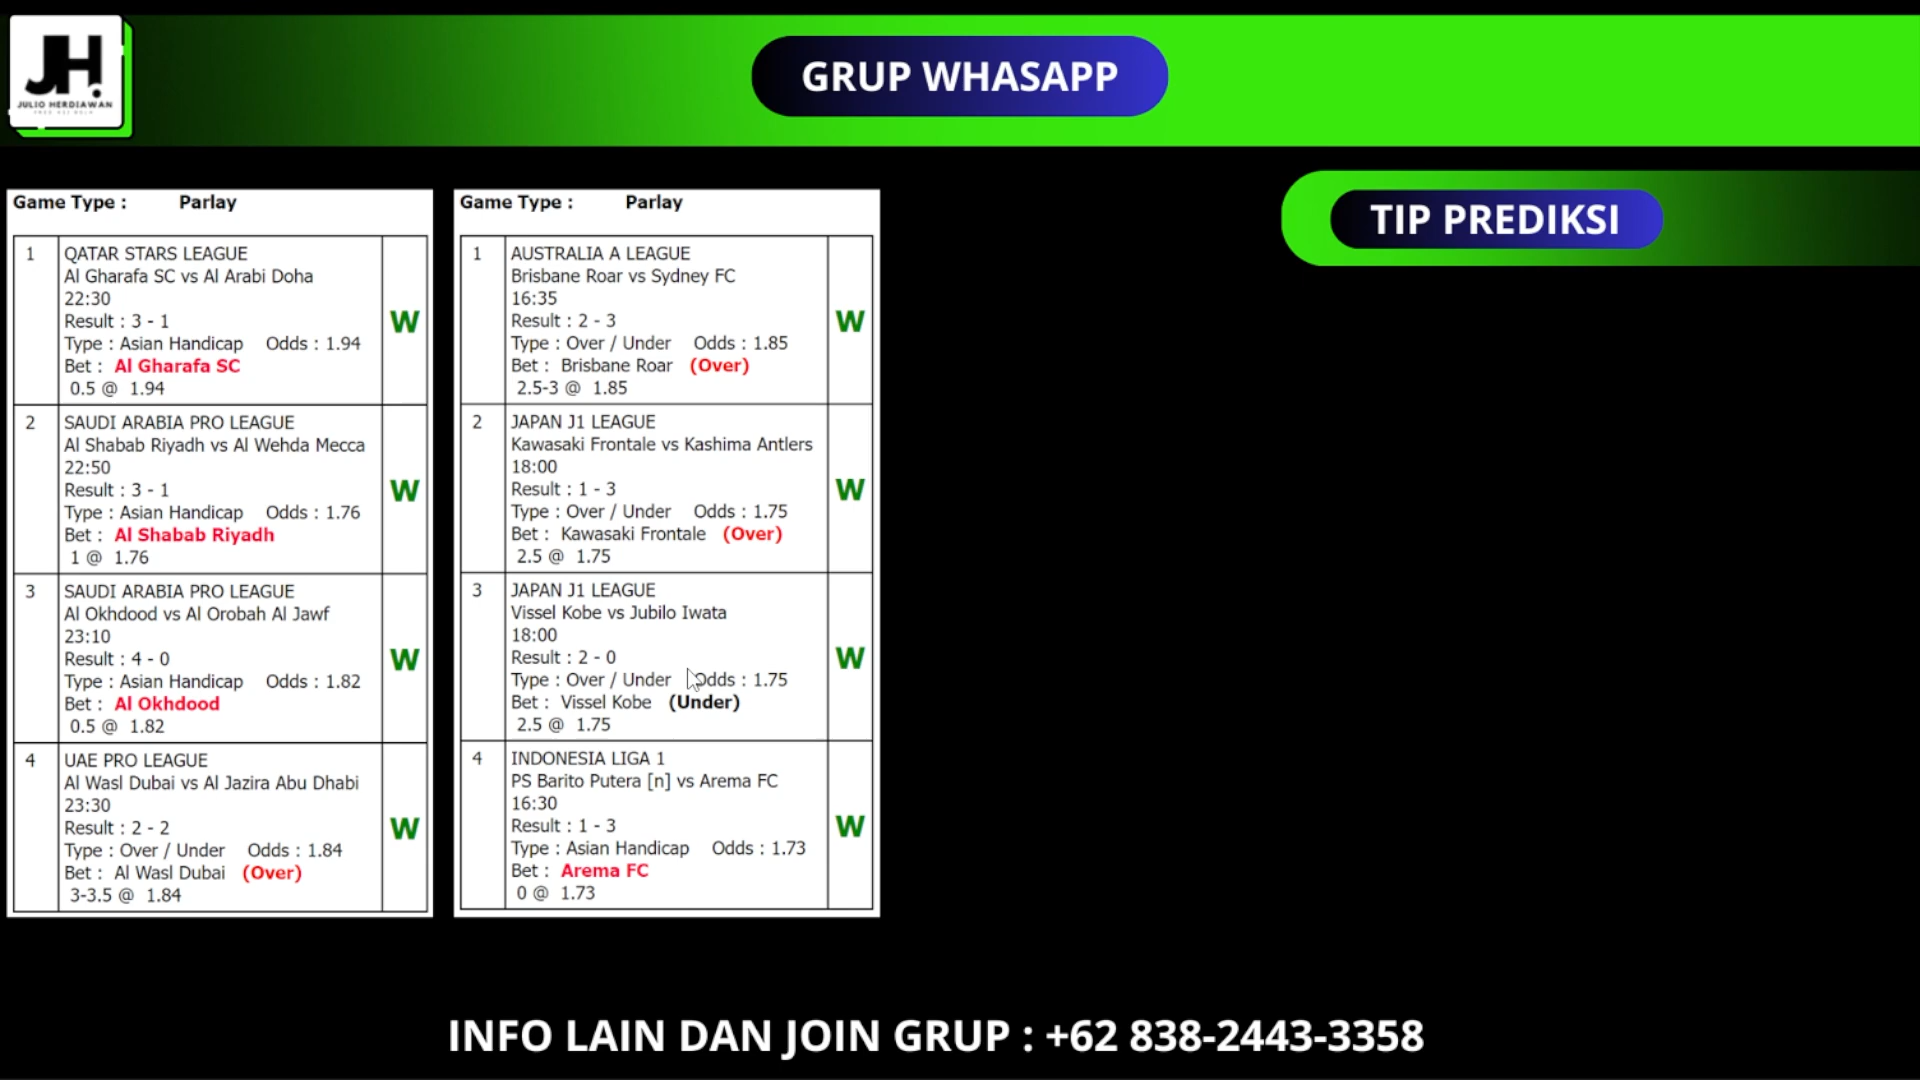 JH.
JULIO HERDIAWAN
GRUP WHASAPP
TIP PREDIKSI
Game Type : Parlay
1 QATAR STARS LEAGUE
Al Gharafa SC vs Al Arabi Doha
22:30
Result : 3 - 1
Type : Asian Handicap Odds : 1.94
Bet : Al Gharafa SC
0.5 @ 1.94
W
2 SAUDI ARABIA PRO LEAGUE
Al Shabab Riyadh vs Al Wehda Mecca
22:50
Result : 3 - 1
Type : Asian Handicap Odds : 1.76
Bet : Al Shabab Riyadh
1 @ 1.76
W
3 SAUDI ARABIA PRO LEAGUE
Al Okhdood vs Al Orobah Al Jawf
23:10
Result : 4 - 0
Type : Asian Handicap Odds : 1.82
Bet : Al Okhdood
0.5 @ 1.82
W
4 UAE PRO LEAGUE
Al Wasl Dubai vs Al Jazira Abu Dhabi
23:30
Result : 2 - 2
Type : Over / Under Odds : 1.84
Bet : Al Wasl Dubai (Over)
3-3.5 @ 1.84
W
Game Type : Parlay
1 AUSTRALIA A LEAGUE
Brisbane Roar vs Sydney FC
16:35
Result : 2 - 3
Type : Over / Under Odds : 1.85
Bet : Brisbane Roar (Over)
2.5-3 @ 1.85
W
2 JAPAN J1 LEAGUE
Kawasaki Frontale vs Kashima Antlers
18:00
Result : 1 - 3
Type : Over / Under Odds : 1.75
Bet : Kawasaki Frontale (Over)
2.5 @ 1.75
W
3 JAPAN J1 LEAGUE
Vissel Kobe vs Jubilo Iwata
18:00
Result : 2 - 0
Type : Over / Under Odds : 1.75
Bet : Vissel Kobe (Under)
2.5 @ 1.75
W
4 INDONESIA LIGA 1
PS Barito Putera [n] vs Arema FC
16:30
Result : 1 - 3
Type : Asian Handicap Odds : 1.73
Bet : Arema FC
0 @ 1.73
W
INFO LAIN DAN JOIN GRUP : +62 838-2443-3358